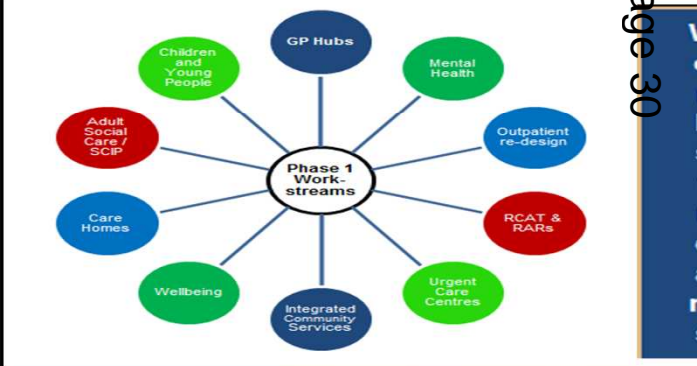 GP Hubs
Mental
Health
Outpatient
re-design
RCAT &
RARs
Urgent
Care
Centres
Integrated
Community
Services
Wellbeing
Care
Homes
Adult
Social
Care /
SCIP
Children
and
Young
People
Phase 1
Work-
streams
age 30